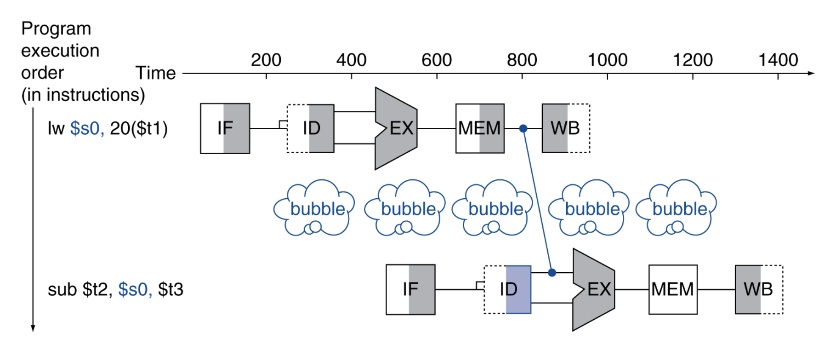 Program
execution
order
(in instructions)
Time
200 400 600 800 1000 1200 1400
lw $s0, 20($t1)
IF ID EX MEM WB
bubble bubble bubble bubble bubble
sub $t2, $s0, $t3
IF ID EX MEM WB